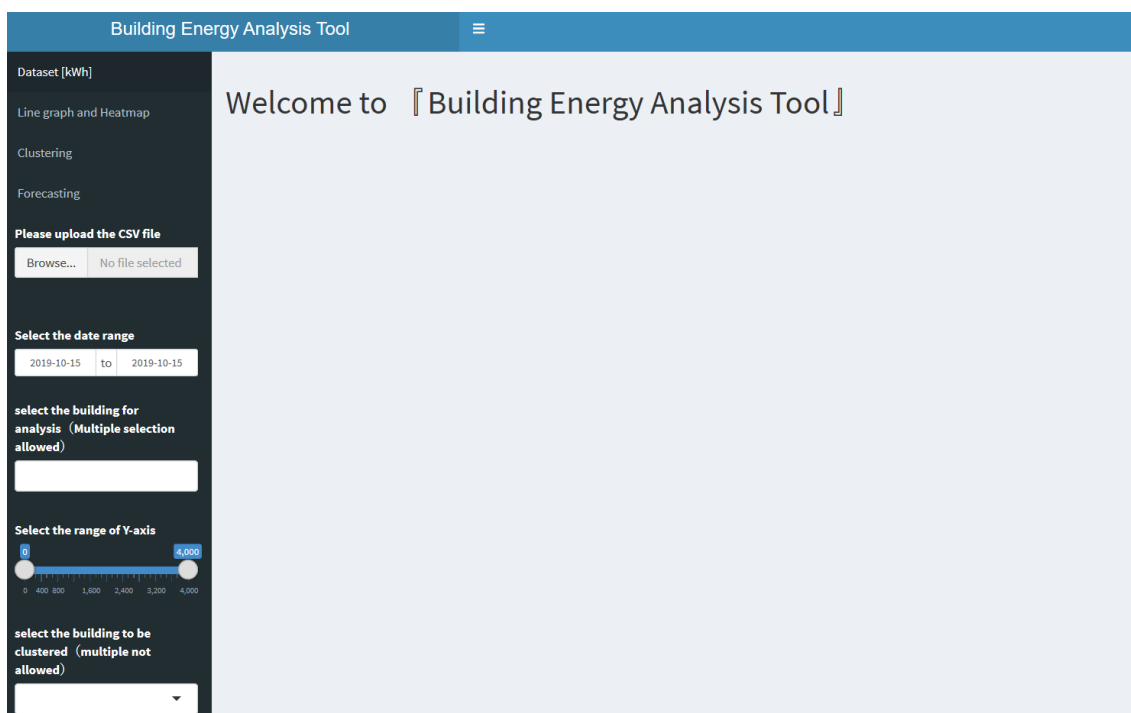 Building Energy Analysis Tool
Dataset [kWh]
Line graph and Heatmap
Clustering
Forecasting
Please upload the CSV file
Browse... No file selected
Select the date range
2019-10-15 to 2019-10-15
select the building for
analysis（Multiple selection
allowed）
Select the range of Y-axis
0 4,000
0 400 800 1,600 2,400 3,200 4,000
select the building to be
clustered（multiple not
allowed）
Welcome to 『Building Energy Analysis Tool』